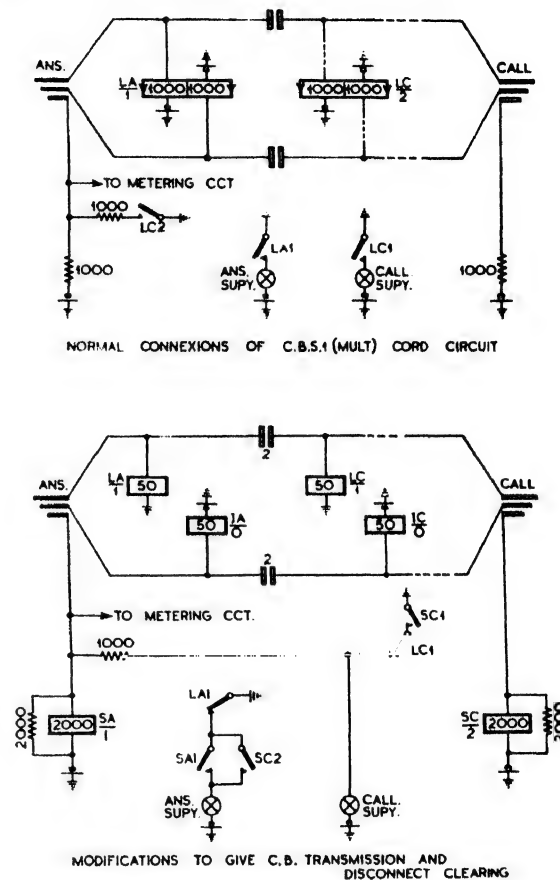 ANS.
CALL
LA
1
1000 1000
1000 1000
LC
2
TO METERING CCT
1000
LC2
1000
LA1
ANS.
SUPY.
LC1
CALL
SUPY.
1000
NORMAL CONNEXIONS OF C.B.S.1 (MULT) CORD CIRCUIT
2
ANS.
CALL
LA
1
50
50
LC
1
50
IA
0
50
IC
0
2
TO METERING CCT.
1000
SC1
LC1
2000
2000
SA
1
LA1
SA1
SC2
ANS.
SUPY.
CALL.
SUPY.
SC
2
2000
2000
MODIFICATIONS TO GIVE C.B. TRANSMISSION AND
DISCONNECT CLEARING